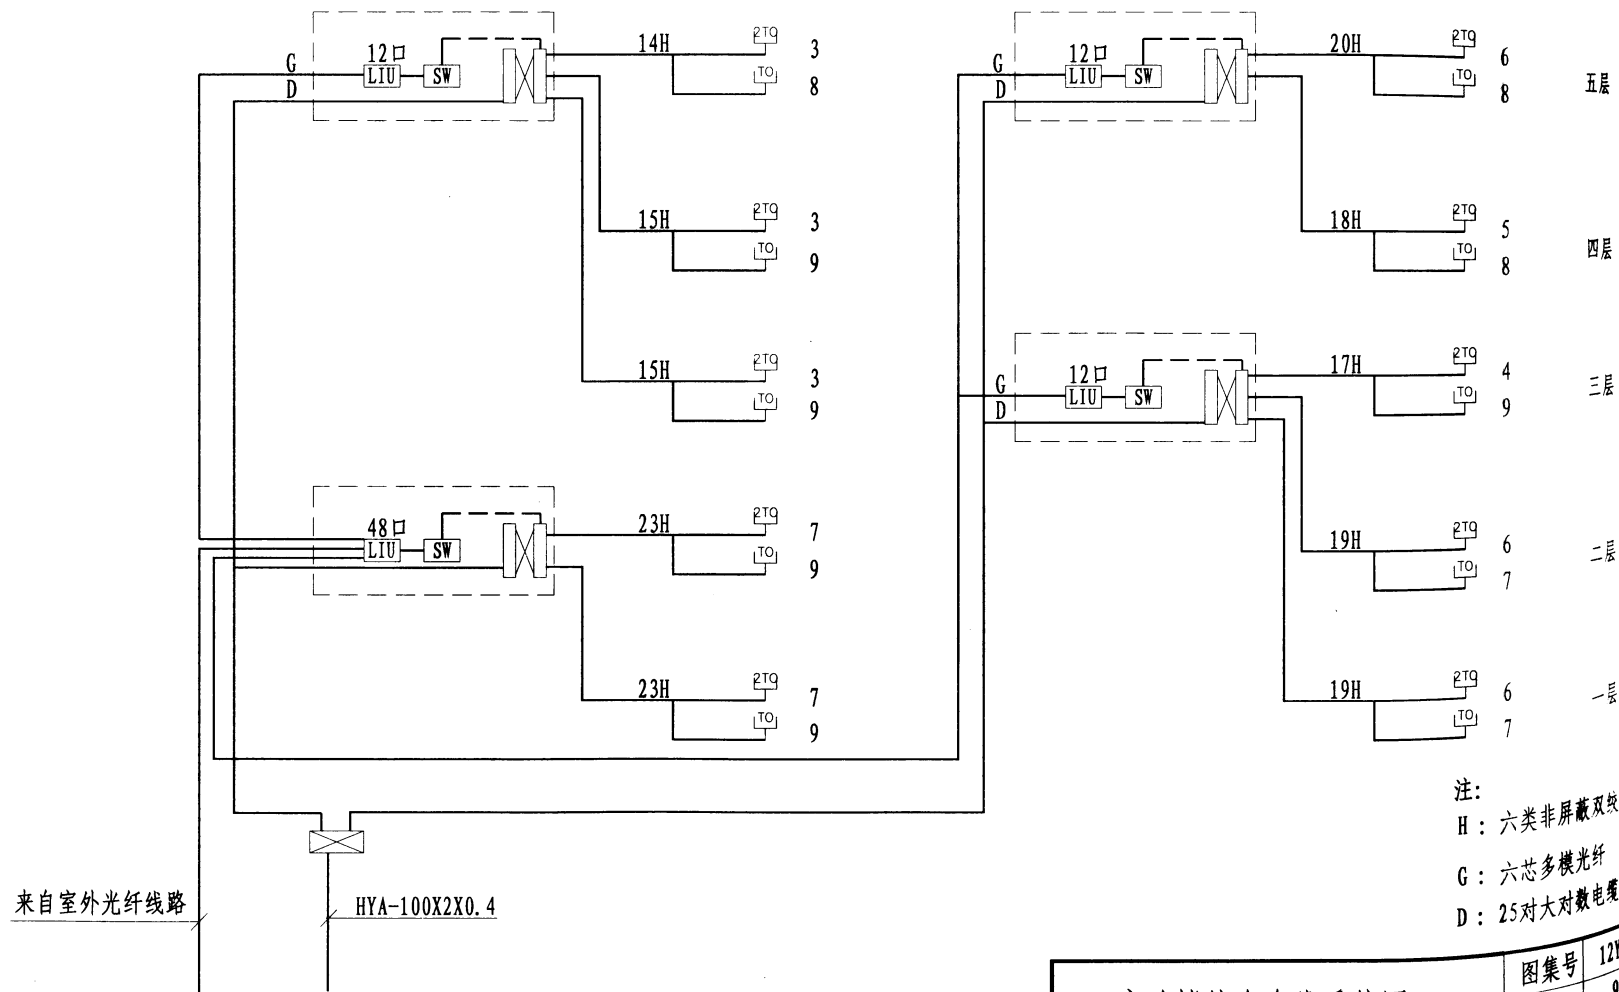 G
D
12口
LIU
SW
14H
2TO
3
TO
8
15H
2TO
3
TO
9
15H
2TO
3
TO
9
48口
LIU
SW
23H
2TO
7
TO
9
23H
2TO
7
TO
9
G
D
12口
LIU
SW
20H
2TO
6
TO
8
五层
18H
2TO
5
TO
8
四层
G
D
12口
LIU
SW
17H
2TO
4
TO
9
三层
19H
2TO
6
TO
7
二层
19H
2TO
6
TO
7
一层
来自室外光纤线路
HYA-100X2X0.4
注:
H: 六类非屏蔽双绞
G: 六芯多模光纤
D: 25对大对数电缆
图集号 12Y